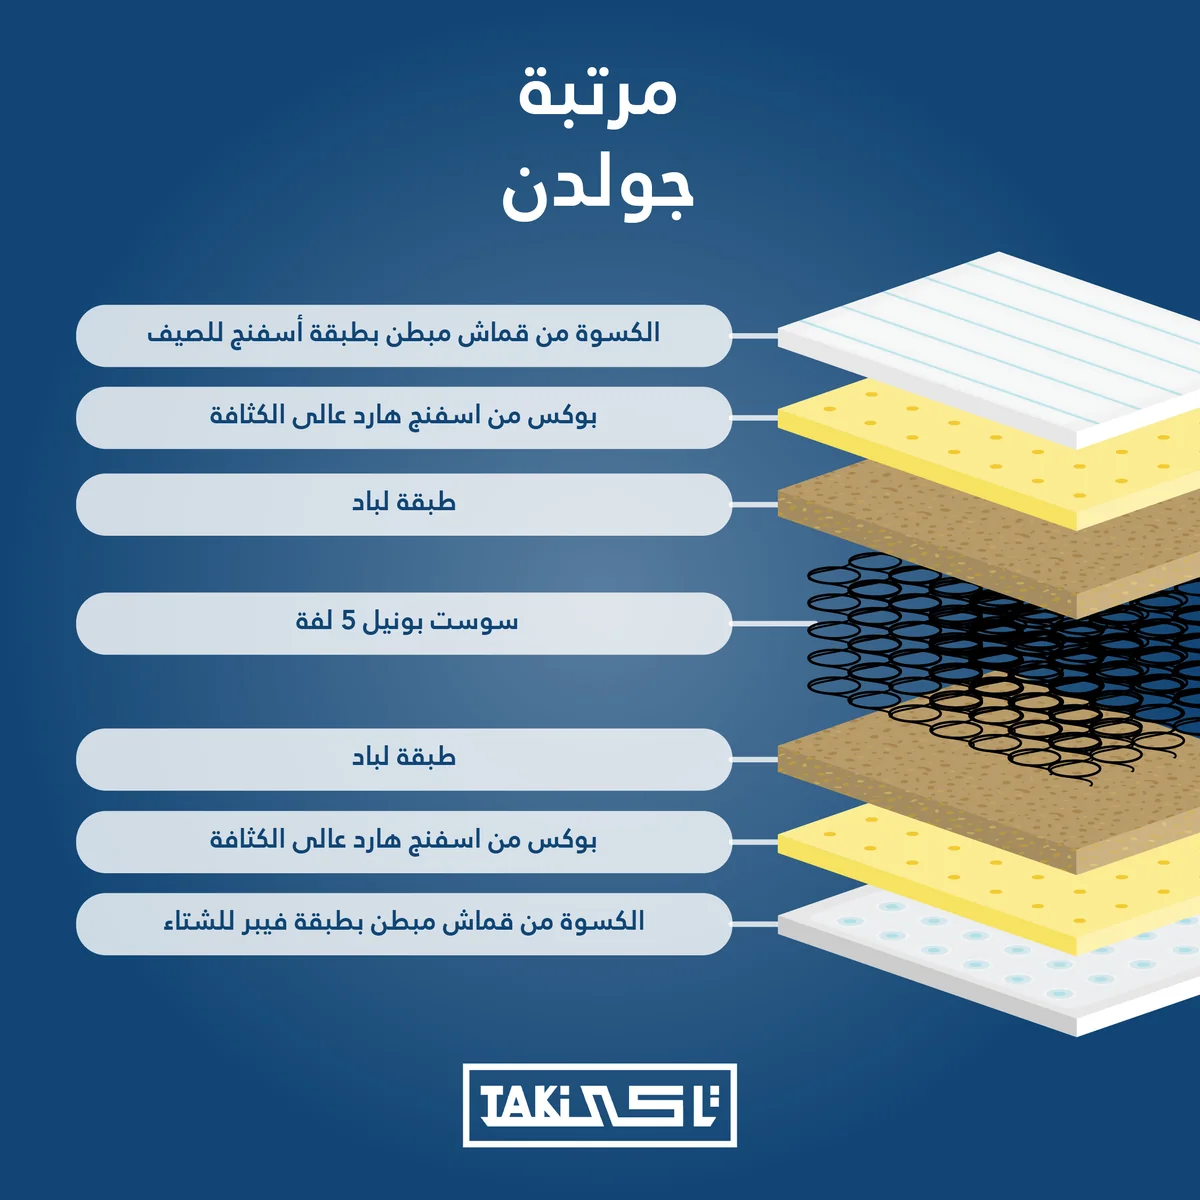 مرتبة
جولدن
الكسوة من قماش مبطن بطبقة أسفنج للصيف
بوكس من اسفنج هارد عالى الكثافة
طبقة لباد
سوست بونيل 5 لفة
طبقة لباد
بوكس من اسفنج هارد عالى الكثافة
الكسوة من قماش مبطن بطبقة فيبر للشتاء
TAKi تاكى